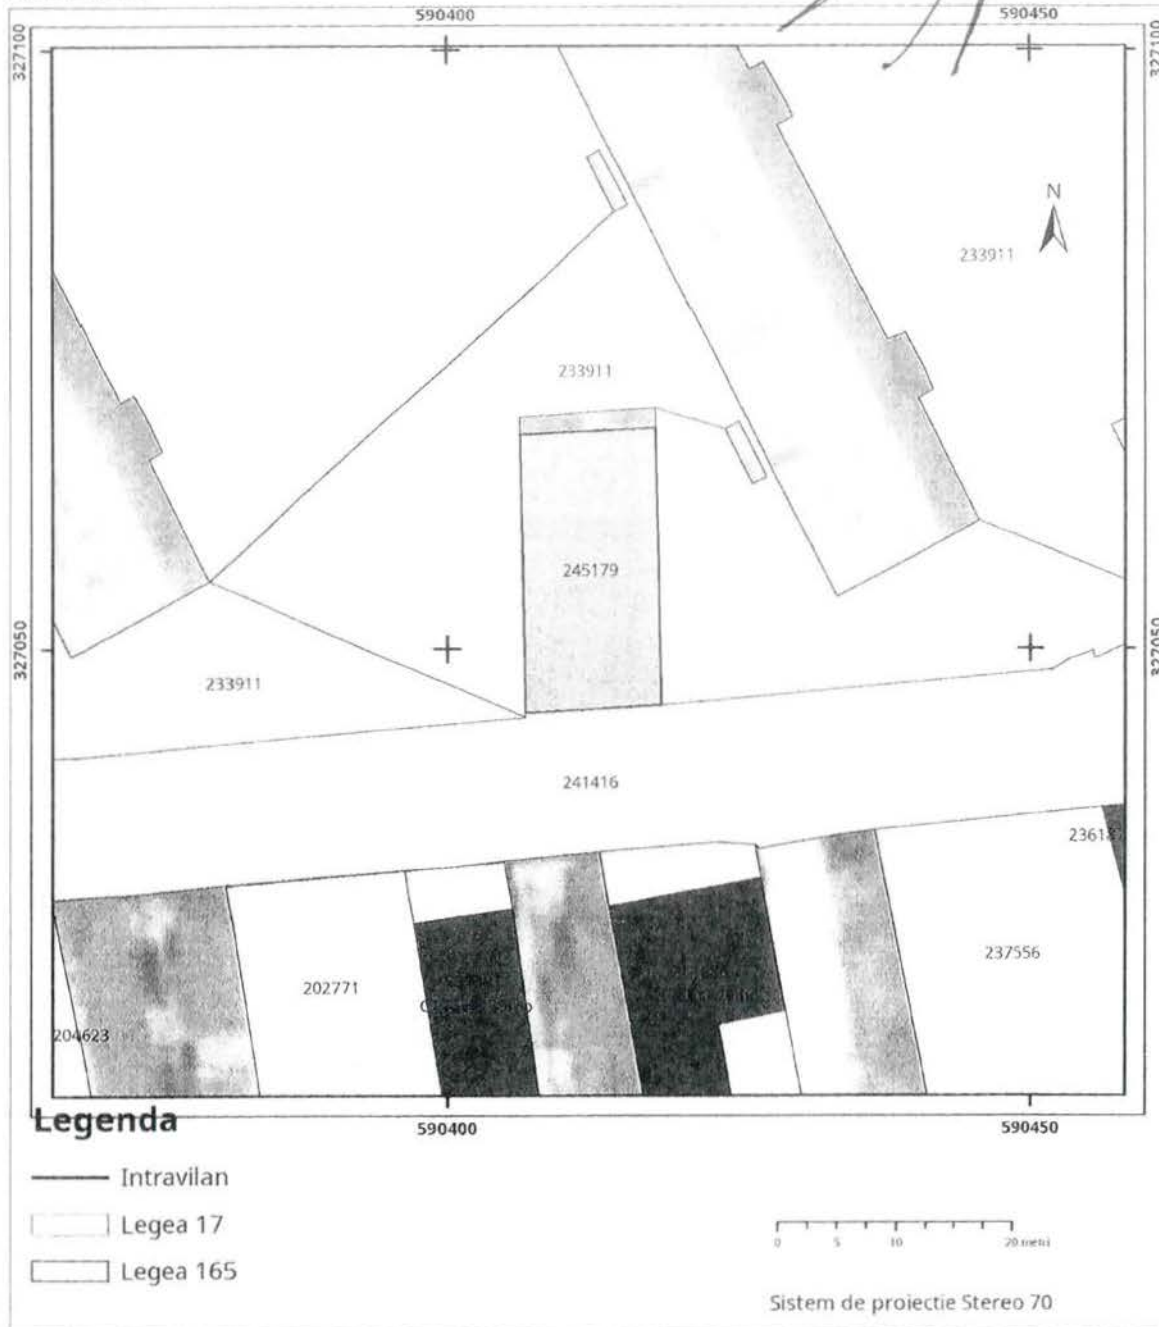 590400 590450
327100 327100
N
233911
233911
245179
327050 327050
233911
241416
23618
237556
202771
204623
Legenda
590400 590450
Intravilan
Legea 17
Legea 165
0 5 10 20 metri
Sistem de proiectie Stereo 70